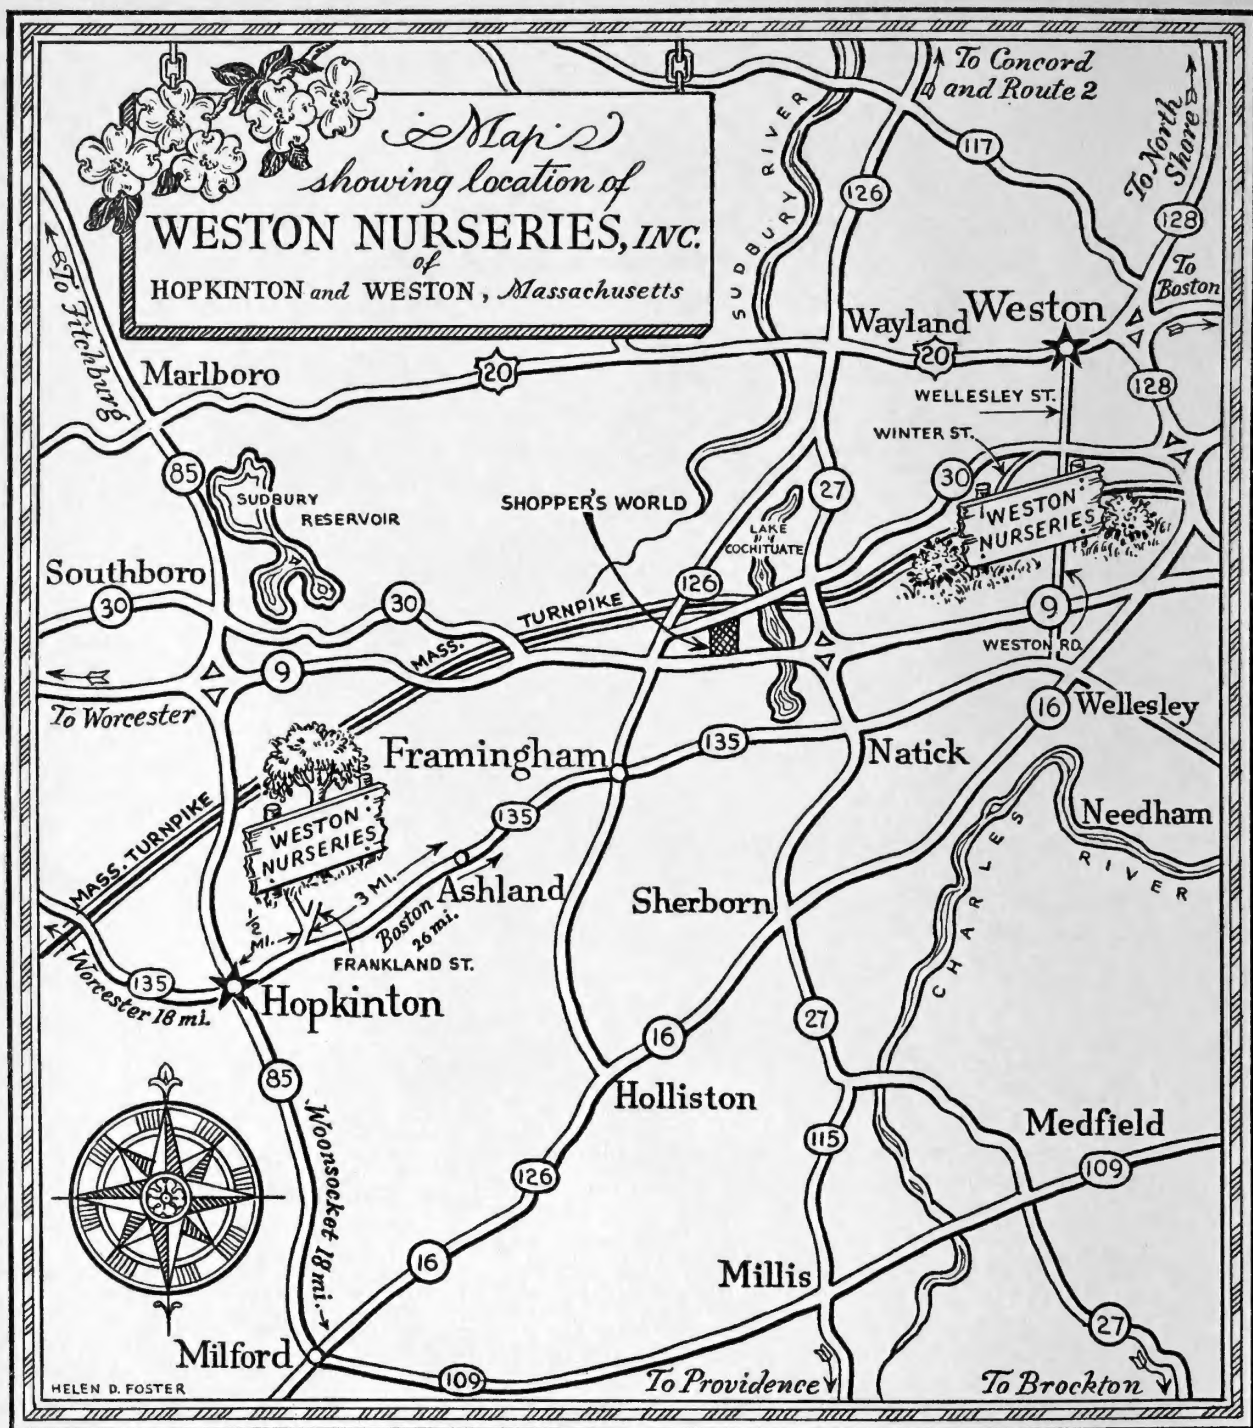 Map
showing location of
WESTON NURSERIES, INC.
of
HOPKINTON and WESTON, Massachusetts
To Concord
and Route 2
117
To North
Shore
128
To
Boston
126
SUDBURY RIVER
Wayland
Weston
20
20
128
WELLESLEY ST.
WINTER ST.
To Fitchburg
Marlboro
85
SUDBURY
RESERVOIR
SHOPPER'S WORLD
27
30
LAKE
COCHITUATE
WESTON
NURSERIES
Southboro
30
30
126
TURNPIKE
MASS.
9
WESTON RD.
9
To Worcester
16
Wellesley
Framingham
135
Natick
MASS. TURNPIKE
WESTON
NURSERIES
135
Needham
CHARLES
RIVER
3 MI.
Ashland
Boston
26 mi.
1/2
MI.
FRANKLAND ST.
Sherborn
135
Worcester 18 mi.
Hopkinton
16
27
85
Holliston
Woonsocket 18 mi.
126
115
Medfield
109
16
Millis
Milford
109
27
To Providence
To Brockton
HELEN D. FOSTER